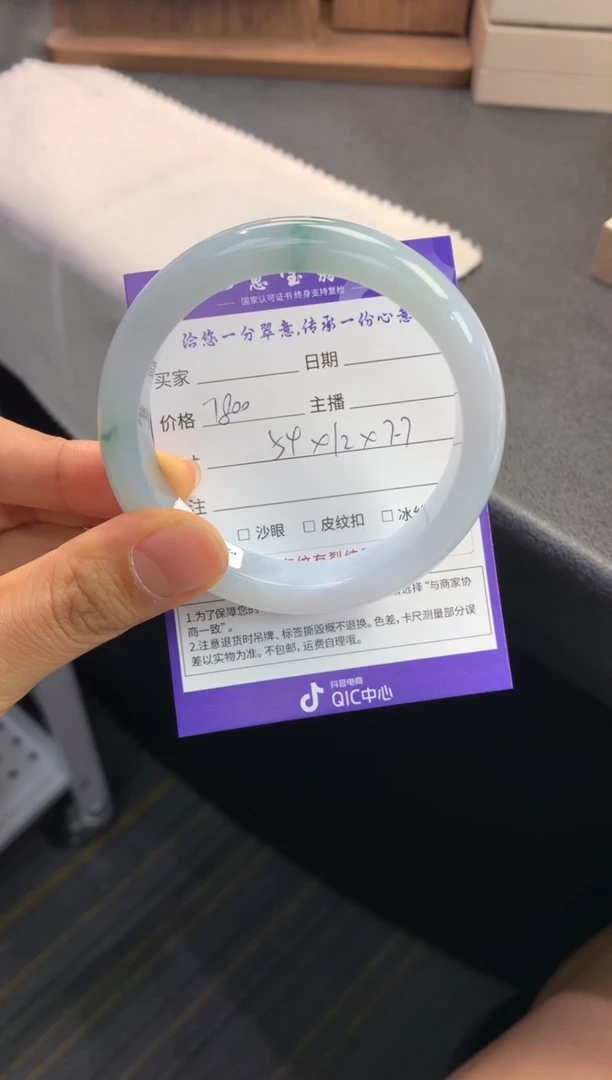 国家认可证书 终身支持复检
给您一分翠意,传承一份心意
买家 日期
价格 7800 主播
54×12×7.7
注
□ 沙眼 □ 皮纹扣 □ 冰
1.为了保障您的 选择“与商家协
商一致”。
2.注意退货时吊牌、标签撕毁概不退换。色差,卡尺测量部分误
差以实物为准。不包邮,运费自理哦。
抖音电商
QIC中心